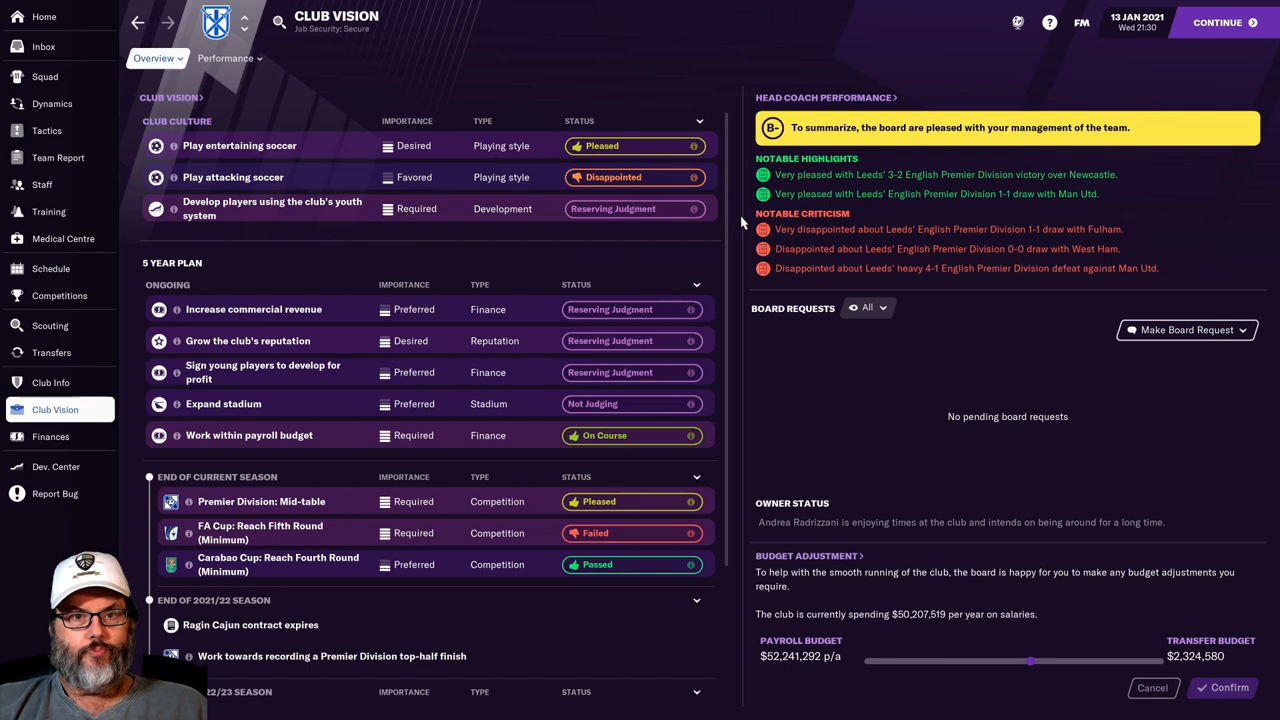 Home
CLUB VISION
Job Security: Secure
FM
13 JAN 2021
Wed 21:30
CONTINUE
Inbox
Squad
Dynamics
Tactics
Team Report
Staff
Training
Medical Centre
Schedule
Competitions
Scouting
Transfers
Club Info
Club Vision
Finances
Dev. Center
Report Bug
Overview
Performance
CLUB VISION>
CLUB CULTURE IMPORTANCE TYPE STATUS
Play entertaining soccer Desired Playing style Pleased
Play attacking soccer Favored Playing style Disappointed
Develop players using the club's youth
system Required Development Reserving Judgment
5 YEAR PLAN
ONGOING IMPORTANCE TYPE STATUS
Increase commercial revenue Preferred Finance Reserving Judgment
Grow the club's reputation Desired Reputation Reserving Judgment
Sign young players to develop for
profit Preferred Finance Reserving Judgment
Expand stadium Preferred Stadium Not Judging
Work within payroll budget Required Finance On Course
END OF CURRENT SEASON IMPORTANCE TYPE STATUS
Premier Division: Mid-table Required Competition Pleased
FA Cup: Reach Fifth Round
(Minimum) Required Competition Failed
Carabao Cup: Reach Fourth Round
(Minimum) Preferred Competition Passed
END OF 2021/22 SEASON
Ragin Cajun contract expires
Work towards recording a Premier Division top-half finish
22/23 SEASON IMPORTANCE TYPE STATUS
HEAD COACH PERFORMANCE>
B- To summarize, the board are pleased with your management of the team.
NOTABLE HIGHLIGHTS
Very pleased with Leeds' 3-2 English Premier Division victory over Newcastle.
Very pleased with Leeds' English Premier Division 1-1 draw with Man Utd.
NOTABLE CRITICISM
Very disappointed about Leeds' English Premier Division 1-1 draw with Fulham.
Disappointed about Leeds' English Premier Division 0-0 draw with West Ham.
Disappointed about Leeds' heavy 4-1 English Premier Division defeat against Man Utd.
BOARD REQUESTS All
Make Board Request
No pending board requests
OWNER STATUS
Andrea Radrizzani is enjoying times at the club and intends on being around for a long time.
BUDGET ADJUSTMENT>
To help with the smooth running of the club, the board is happy for you to make any budget adjustments you
require.
The club is currently spending $50,207,519 per year on salaries.
PAYROLL BUDGET TRANSFER BUDGET
$52,241,292 p/a $2,324,580
Cancel Confirm